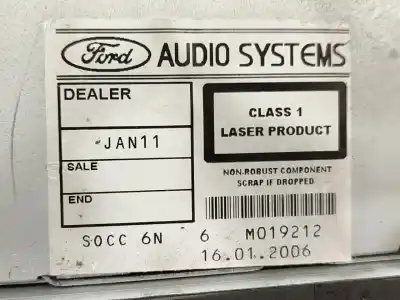 Ford AUDIO SYSTEMS
DEALER
CLASS 1
LASER PRODUCT
JAN11
SALE
NON-ROBUST COMPONENT
SCRAP IF DROPPED
END
SOCC 6N 6 M019212
16.01.2006